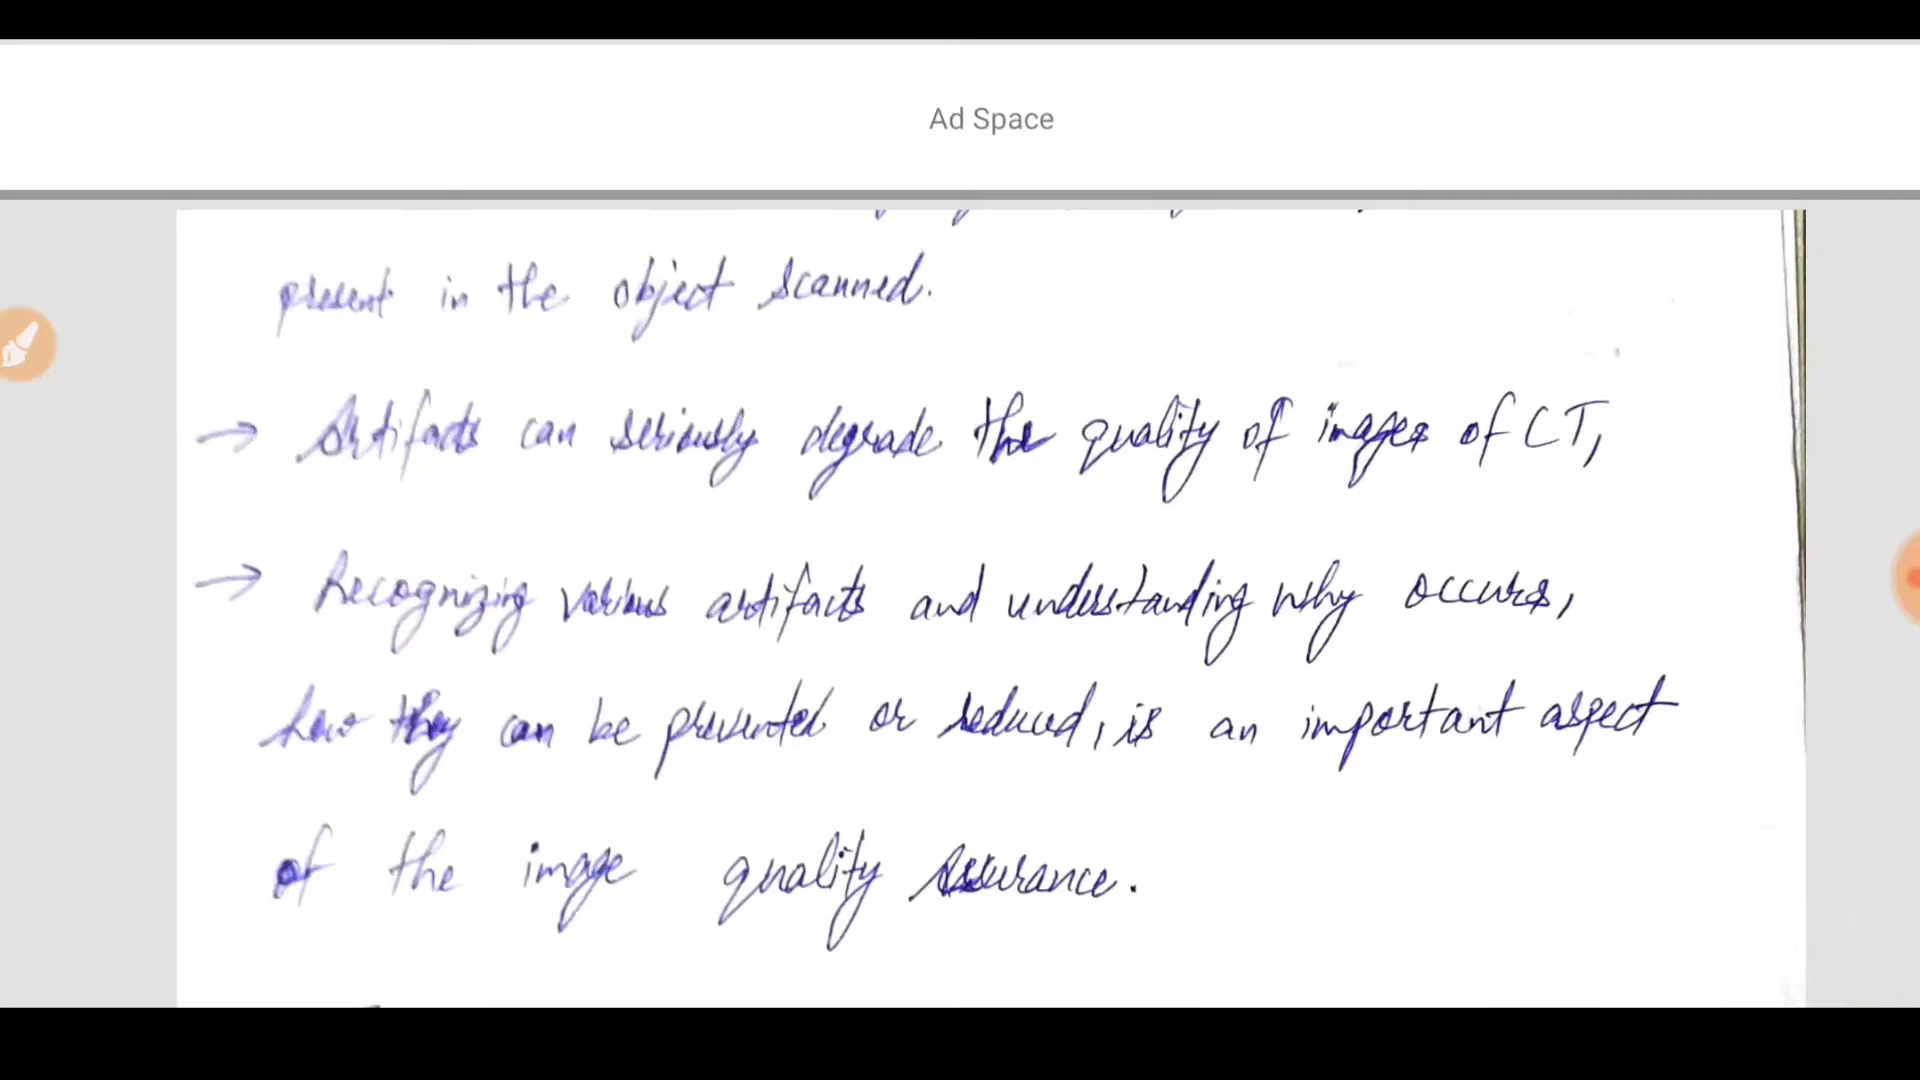 Ad Space
present in the object scanned.
→ Artifacts can seriously degrade the quality of images of CT,
→ Recognizing various artifacts and understanding why occurs,
how they can be prevented or reduced, is an important aspect
of the image quality Assurance.